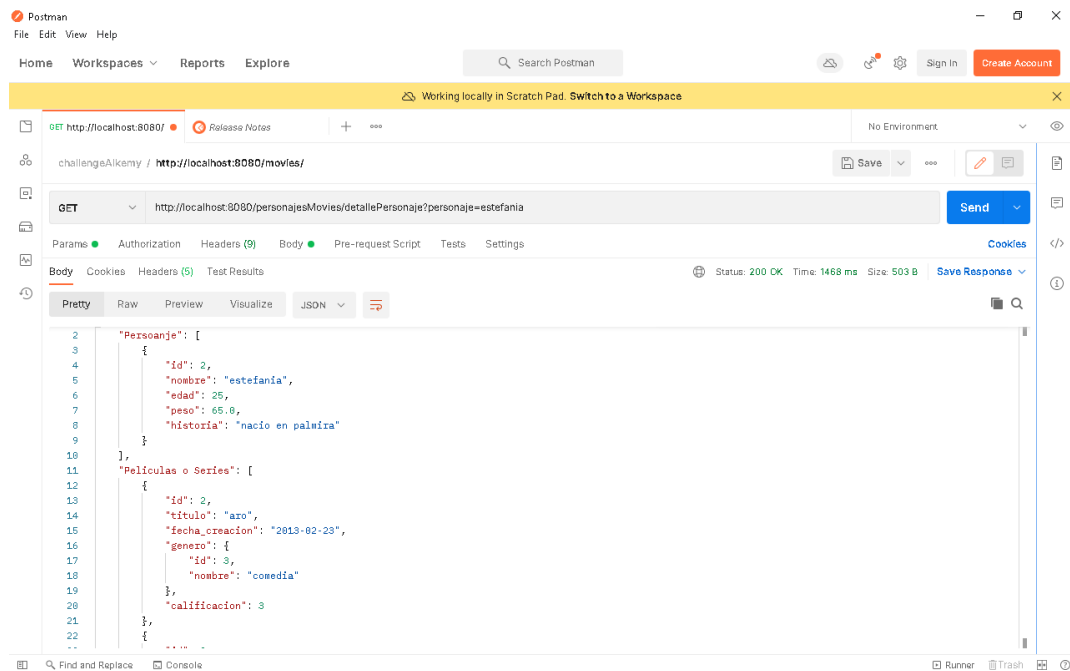 Postman
File Edit View Help
Home Workspaces Reports Explore Search Postman Sign In Create Account
Working locally in Scratch Pad. Switch to a Workspace
GET http://localhost:8080/ Release Notes No Environment
challengeAlkemy / http://localhost:8080/movies/ Save
GET http://localhost:8080/personajesMovies/detallePersonaje?personaje=estefania Send
Params Authorization Headers (9) Body Pre-request Script Tests Settings Cookies
Body Cookies Headers (5) Test Results Status: 200 OK Time: 1468 ms Size: 503 B Save Response
Pretty Raw Preview Visualize JSON
2 "Persoanje": [
3 {
4 "id": 2,
5 "nombre": "estefania",
6 "edad": 25,
7 "peso": 65.0,
8 "historia": "nacio en palmira"
9 }
10 ],
11 "Peliculas o Series": [
12 {
13 "id": 2,
14 "titulo": "aro",
15 "fecha_creacion": "2013-02-23",
16 "genero": {
17 "id": 3,
18 "nombre": "comedia"
19 },
20 "calificacion": 3
21 },
22 {
Find and Replace Console Runner Trash